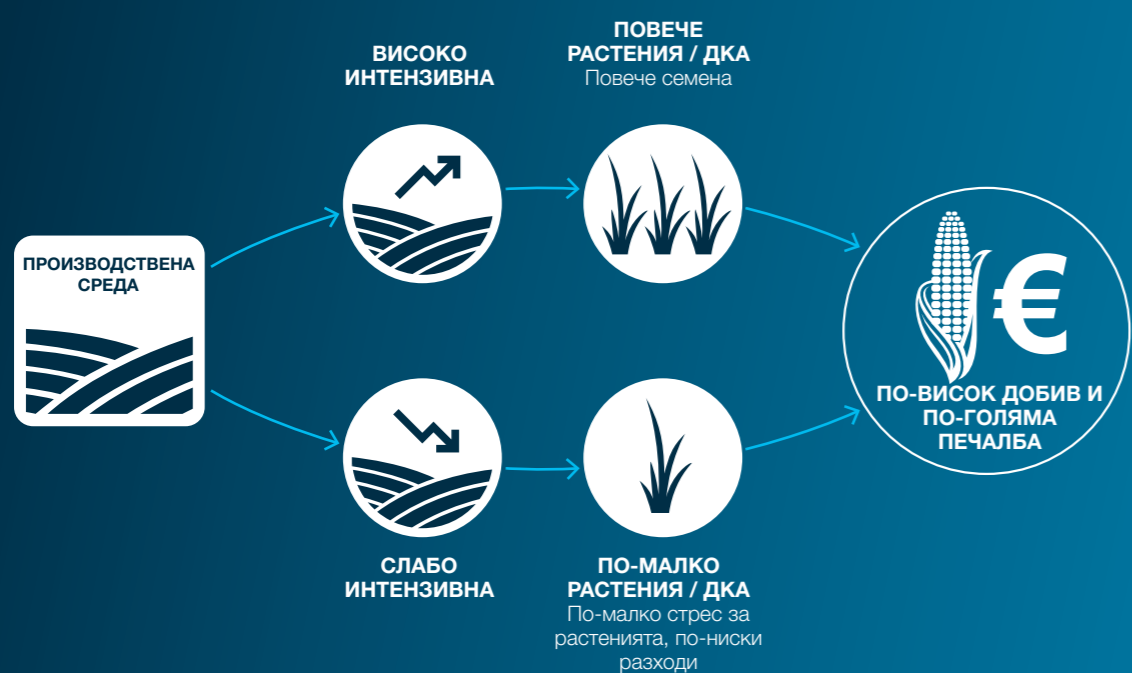 ПРОИЗВОДСТВЕНА
СРЕДА
ВИСОКО
ИНТЕНЗИВНА
ПОВЕЧЕ
РАСТЕНИЯ / ДКА
Повече семена
СЛАБО
ИНТЕНЗИВНА
ПО-МАЛКО
РАСТЕНИЯ / ДКА
По-малко стрес за
растенията, по-ниски
разходи
€
ПО-ВИСОК ДОБИВ И
ПО-ГОЛЯМА
ПЕЧАЛБА